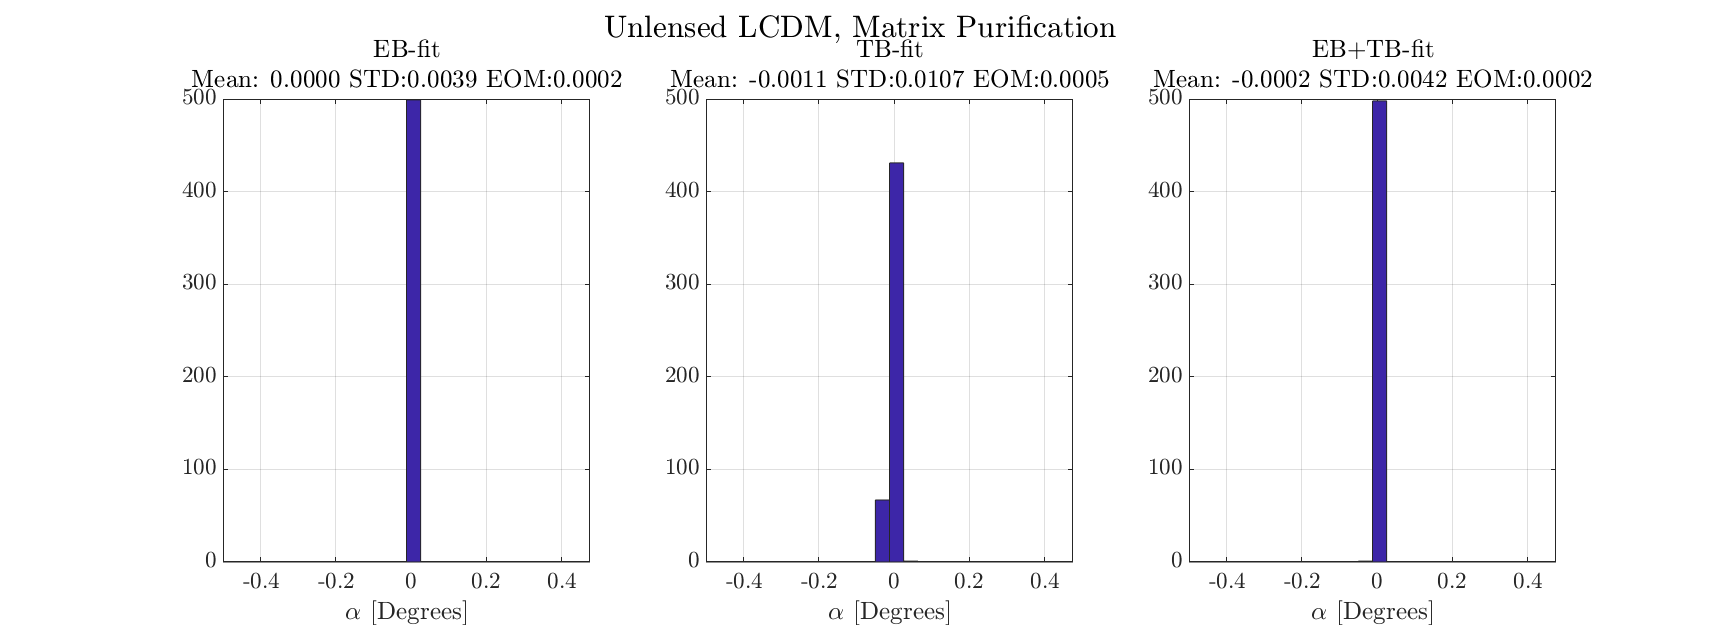 Unlensed LCDM, Matrix Purification
EB-fit
Mean: 0.0000 STD:0.0039 EOM:0.0002
500
400
300
200
100
0
-0.4 -0.2 0 0.2 0.4
α [Degrees]
TB-fit
Mean: -0.0011 STD:0.0107 EOM:0.0005
500
400
300
200
100
0
-0.4 -0.2 0 0.2 0.4
α [Degrees]
EB+TB-fit
Mean: -0.0002 STD:0.0042 EOM:0.0002
500
400
300
200
100
0
-0.4 -0.2 0 0.2 0.4
α [Degrees]